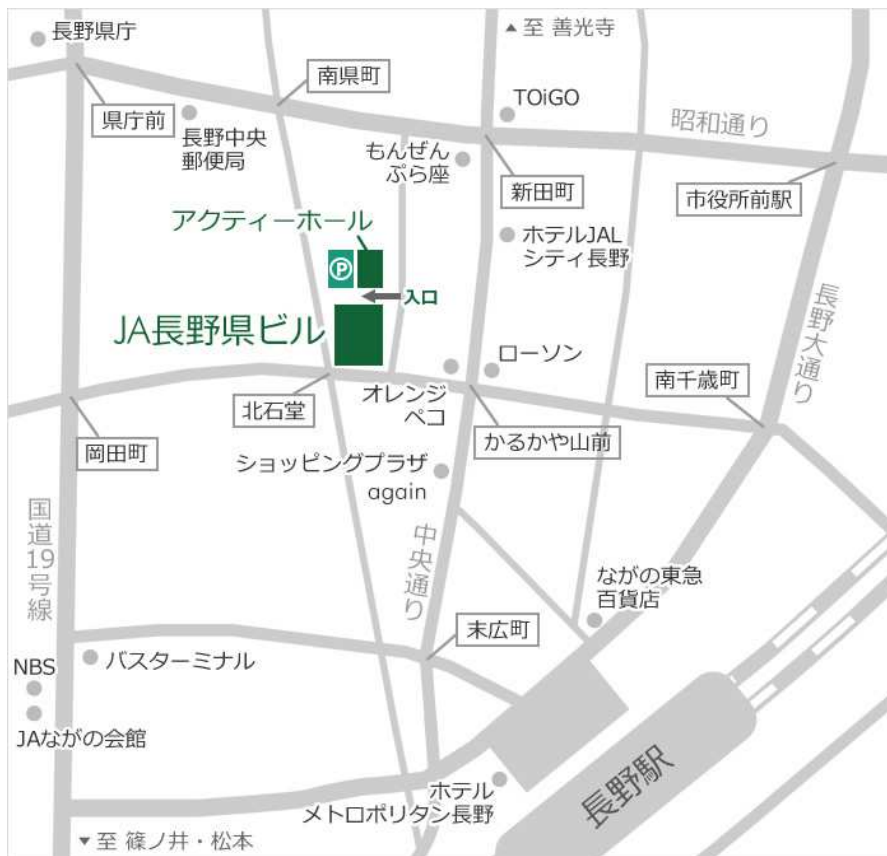 長野県庁
▲至 善光寺
南県町
TOiGO
県庁前
長野中央
郵便局
昭和通り
もんぜん
ぷら座
新田町
市役所前駅
アクティーホール
P
ホテルJAL
シティ長野
入口
JA長野県ビル
長野大通り
ローソン
オレンジ
ペコ
南千歳町
北石堂
かるかや山前
岡田町
ショッピングプラザ
again
国道19号線
中央通り
ながの東急
百貨店
末広町
バスターミナル
NBS
JAながの会館
長野駅
ホテル
メトロポリタン長野
▼至 篠ノ井・松本